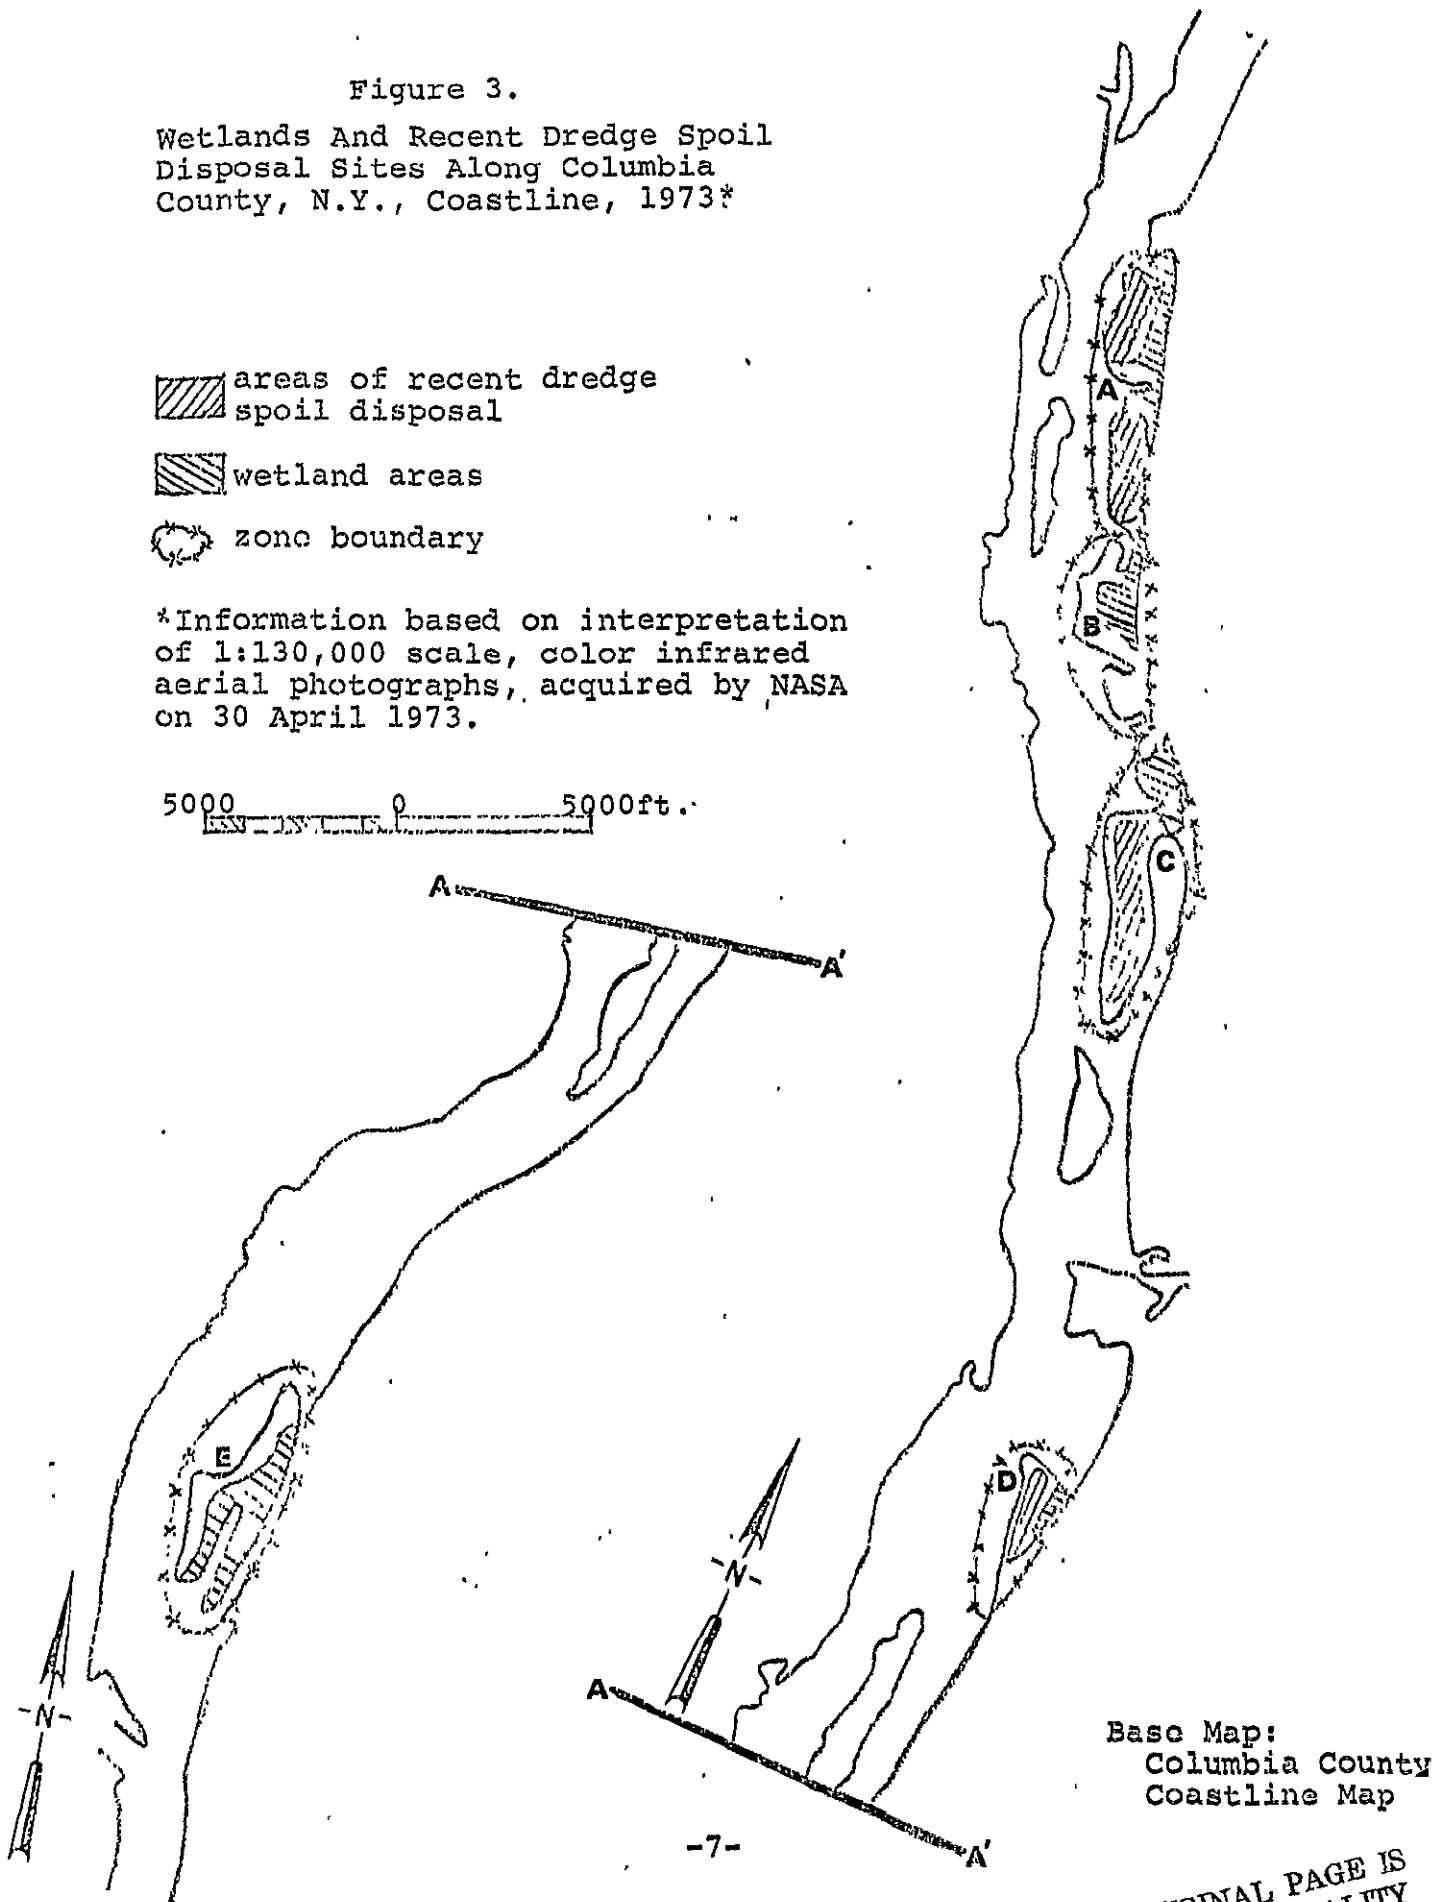 Figure 3.
Wetlands And Recent Dredge Spoil
Disposal Sites Along Columbia
County, N.Y., Coastline, 1973*
areas of recent dredge
spoil disposal
wetland areas
zone boundary
*Information based on interpretation
of 1:130,000 scale, color infrared
aerial photographs, acquired by NASA
on 30 April 1973.
5000 0 5000ft.
A A'
A
B
C
D
E
-N-
-N-
A A'
Base Map:
Columbia County
Coastline Map
-7-
PAGE IS